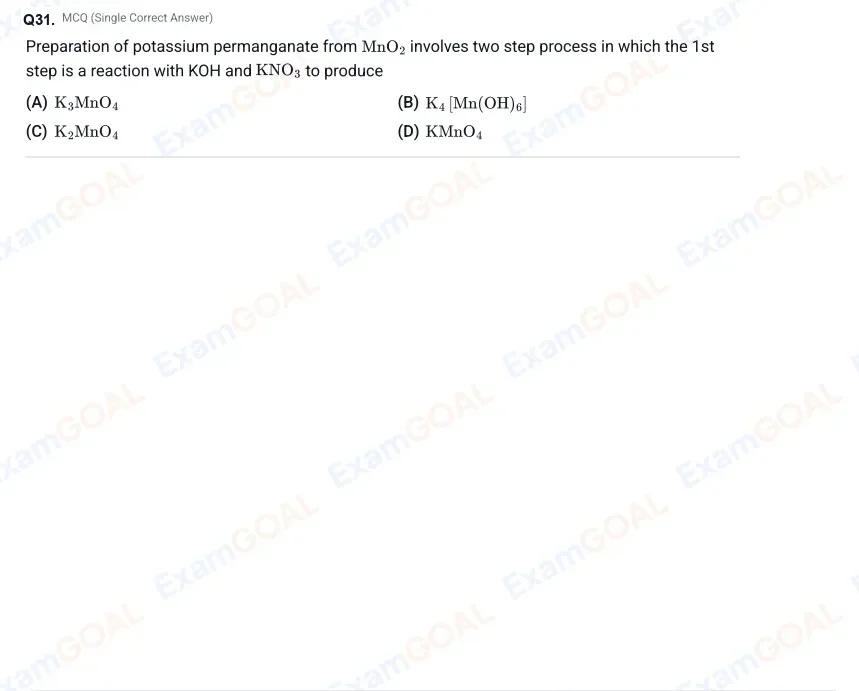 Q31. MCQ (Single Correct Answer)
Preparation of potassium permanganate from MnO₂ involves two step process in which the 1st
step is a reaction with KOH and KNO₃ to produce
(A) K₃MnO₄ (B) K₄ [Mn(OH)₆]
(C) K₂MnO₄ (D) KMnO₄
ExamGOAL